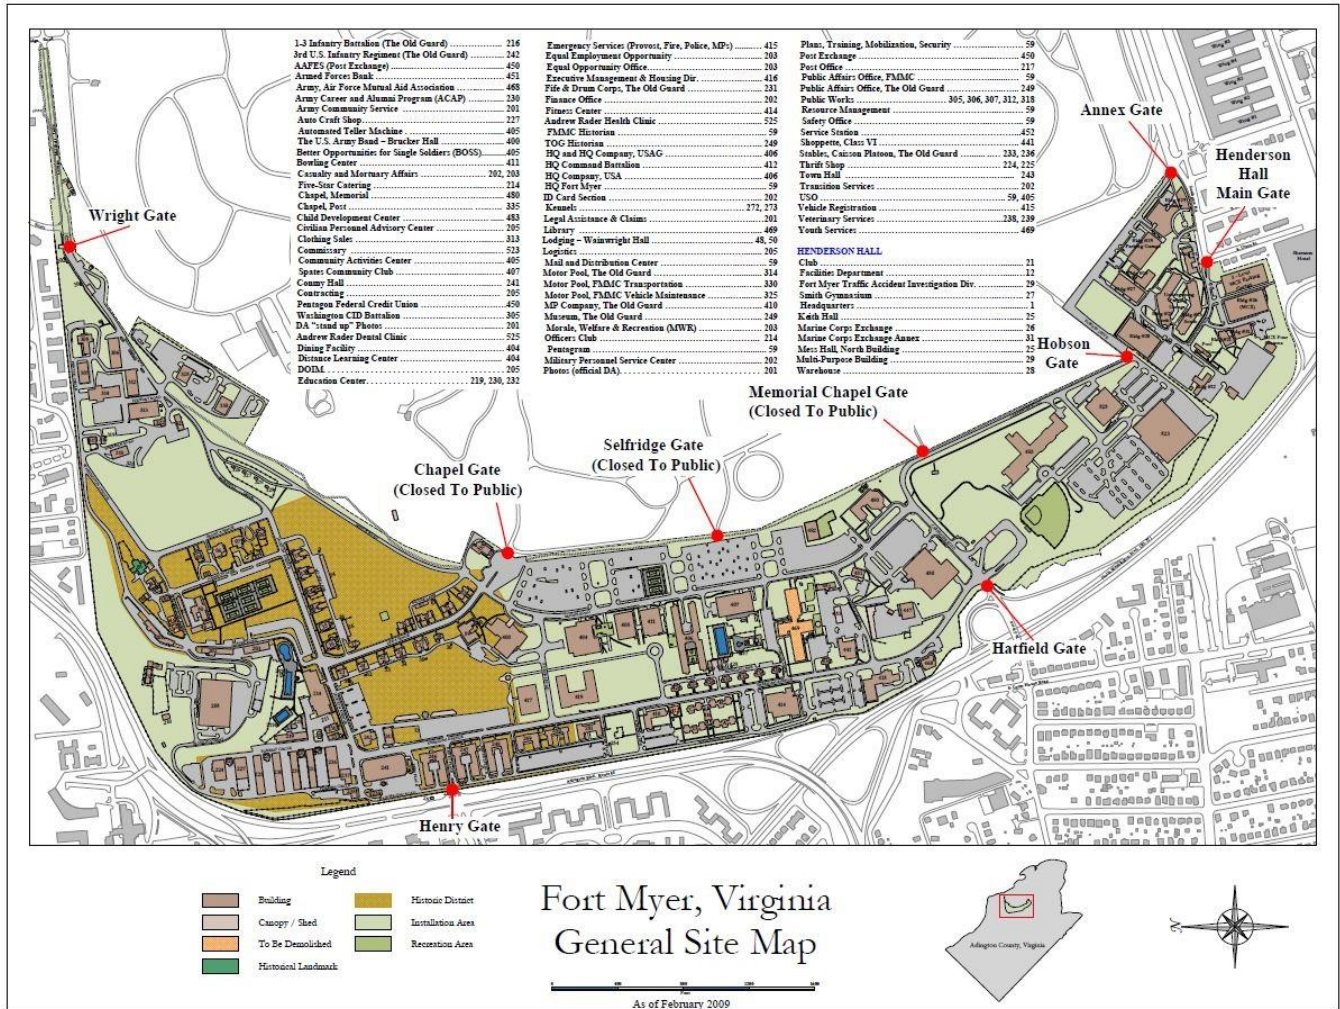 1-3 Infantry Battalion (The Old Guard) 216
3rd U.S. Infantry Regiment (The Old Guard) 242
AAFES (Post Exchange) 450
Armed Forces Bank 451
Army, Air Force Mutual Aid Association 468
Army Career and Alumni Program (ACAP) 230
Army Community Service 201
Auto Craft Shop 227
Automated Teller Machine 405
The U.S. Army Band – Brucker Hall 400
Better Opportunities for Single Soldiers (BOSS) 405
Bowling Center 411
Casualty and Mortuary Affairs 202, 203
Five-Star Catering 214
Chapel, Memorial 480
Chapel, Post 335
Child Development Center 483
Civilian Personnel Advisory Center 205
Clothing Sales 313
Commissary 523
Community Activities Center 405
Spates Community Club 407
Conmy Hall 241
Contracting 205
Pentagon Federal Credit Union 450
Washington CID Battalion 305
DA "stand up" Photos 201
Andrew Rader Dental Clinic 525
Dining Facility 404
Distance Learning Center 404
DOIM 205
Education Center 219, 230, 232
Emergency Services (Provost, Fire, Police, MPs) 415
Equal Employment Opportunity 203
Equal Opportunity Office 203
Executive Management & Housing Dir. 416
Fife & Drum Corps, The Old Guard 231
Finance Office 202
Fitness Center 414
Andrew Rader Health Clinic 525
FMMC Historian 59
TOG Historian 249
HQ and HQ Company, USAG 406
HQ Command Battalion 412
HQ Company, USA 406
HQ Fort Myer 59
ID Card Section 202
Kennels 272, 273
Legal Assistance & Claims 201
Library 469
Lodging – Wainwright Hall 48, 50
Logistics 205
Mail and Distribution Center 59
Motor Pool, The Old Guard 314
Motor Pool, FMMC Transportation 330
Motor Pool, FMMC Vehicle Maintenance 325
MP Company, The Old Guard 410
Museum, The Old Guard 249
Morale, Welfare & Recreation (MWR) 203
Officers Club 214
Pentagram 59
Military Personnel Service Center 202
Photos (official DA) 201
Plans, Training, Mobilization, Security 59
Post Exchange 450
Post Office 217
Public Affairs Office, FMMC 59
Public Affairs Office, The Old Guard 249
Public Works 305, 306, 307, 312, 318
Resource Management 59
Safety Office 59
Service Station 452
Shoppette, Class VI 441
Stables, Caisson Platoon, The Old Guard 233, 236
Thrift Shop 224, 225
Town Hall 243
Transition Services 202
USO 59, 405
Vehicle Registration 415
Veterinary Services 238, 239
Youth Services 469
HENDERSON HALL
Club 21
Facilities Department 12
Fort Myer Traffic Accident Investigation Div. 29
Smith Gymnasium 27
Headquarters 1
Keith Hall 25
Marine Corps Exchange 26
Marine Corps Exchange Annex 31
Mess Hall, North Building 25
Multi-Purpose Building 29
Warehouse 28
Annex Gate
Henderson
Hall
Main Gate
Wright Gate
Hobson
Gate
Memorial Chapel Gate
(Closed To Public)
Selfridge Gate
(Closed To Public)
Chapel Gate
(Closed To Public)
Hatfield Gate
Henry Gate
Legend
Building
Canopy / Shed
To Be Demolished
Historical Landmark
Historic District
Installation Area
Recreation Area
Fort Myer, Virginia
General Site Map
As of February 2009
Arlington County, Virginia
N